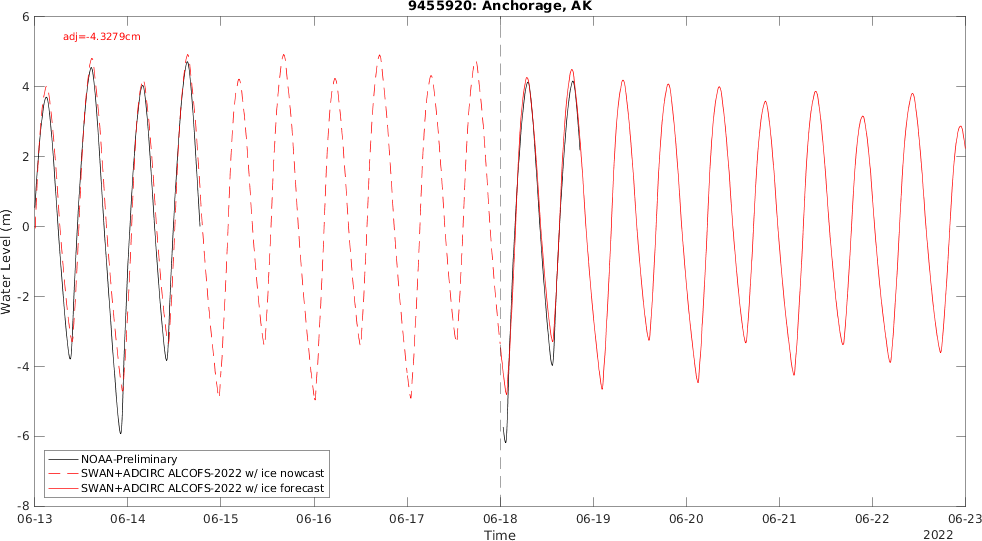 9455920: Anchorage, AK
adj=-4.3279cm
6
4
2
0
-2
-4
-6
-8
Water Level (m)
NOAA-Preliminary
SWAN+ADCIRC ALCOFS-2022 w/ ice nowcast
SWAN+ADCIRC ALCOFS-2022 w/ ice forecast
06-13 06-14 06-15 06-16 06-17 06-18 06-19 06-20 06-21 06-22 06-23
Time
2022